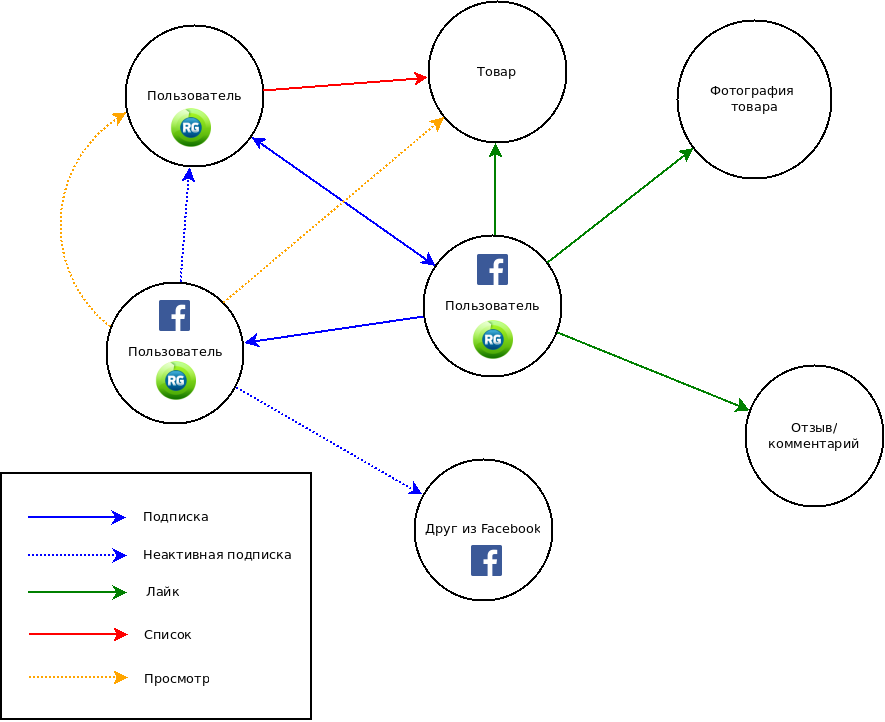 Товар
Фотография
товара
Пользователь
RG
Пользователь
RG
Пользователь
RG
Отзыв/
комментарий
Друг из Facebook
Подписка
Неактивная подписка
Лайк
Список
Просмотр